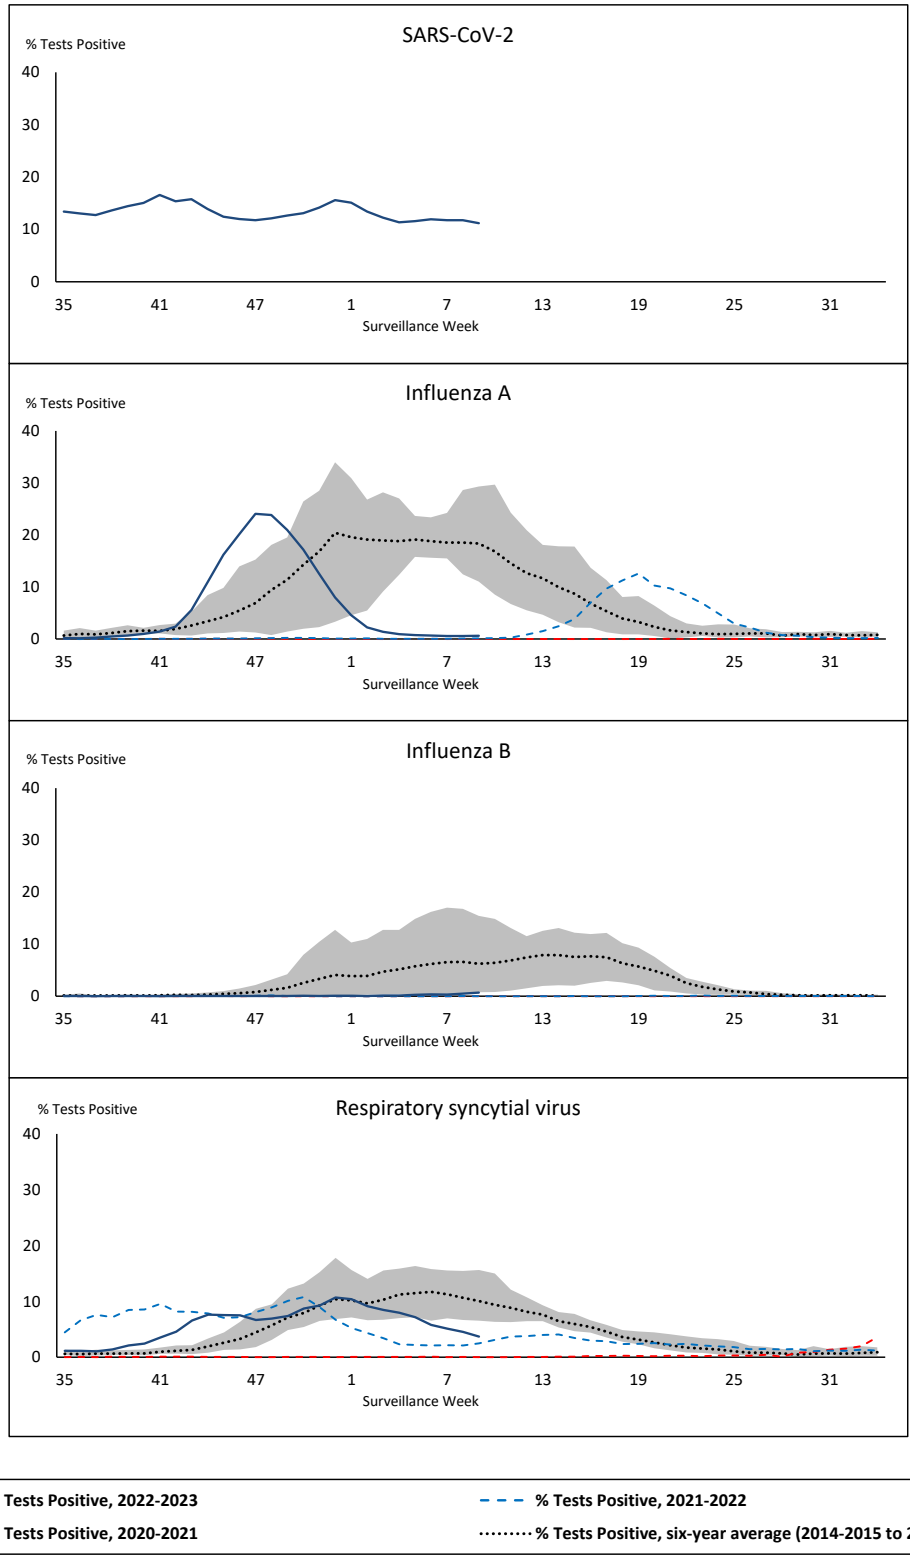 SARS-CoV-2
% Tests Positive
40
30
20
10
0
35 41 47 1 7 13 19 25 31
Surveillance Week
Influenza A
% Tests Positive
40
30
20
10
0
35 41 47 1 7 13 19 25 31
Surveillance Week
Influenza B
% Tests Positive
40
30
20
10
0
35 41 47 1 7 13 19 25 31
Surveillance Week
Respiratory syncytial virus
% Tests Positive
40
30
20
10
0
35 41 47 1 7 13 19 25 31
Surveillance Week
Tests Positive, 2022-2023 % Tests Positive, 2021-2022
Tests Positive, 2020-2021 % Tests Positive, six-year average (2014-2015 to 2